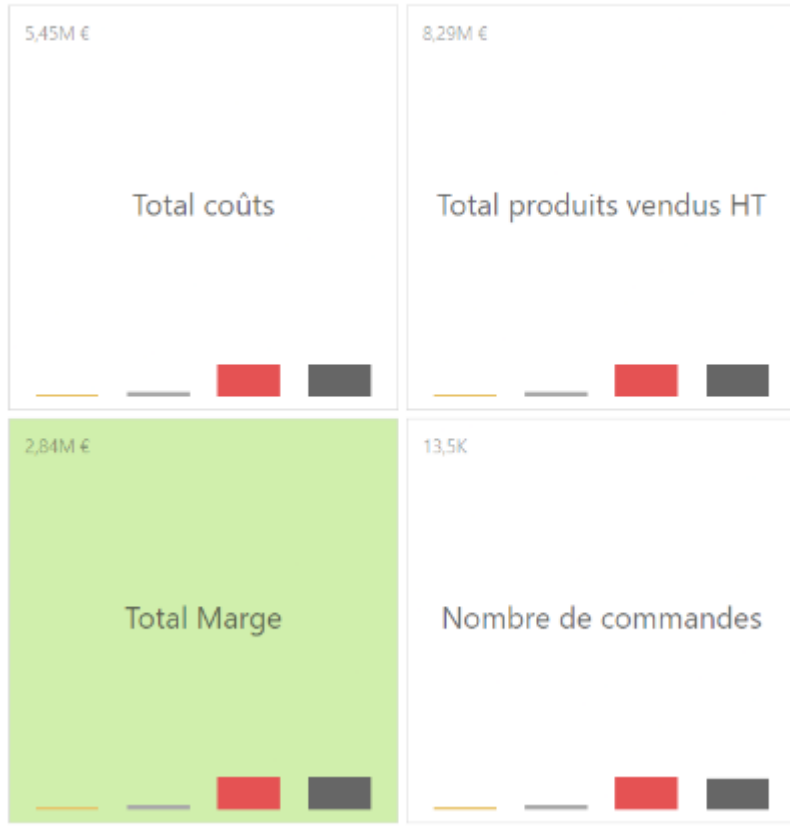 5,45M €
Total coûts
8,29M €
Total produits vendus HT
2,84M €
Total Marge
13,5K
Nombre de commandes